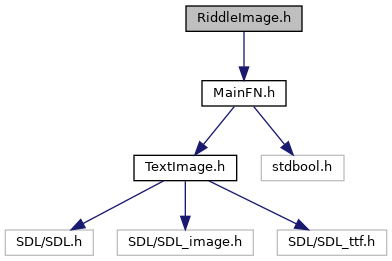 RiddleImage.h
MainFN.h
TextImage.h
stdbool.h
SDL/SDL.h
SDL/SDL_image.h
SDL/SDL_ttf.h